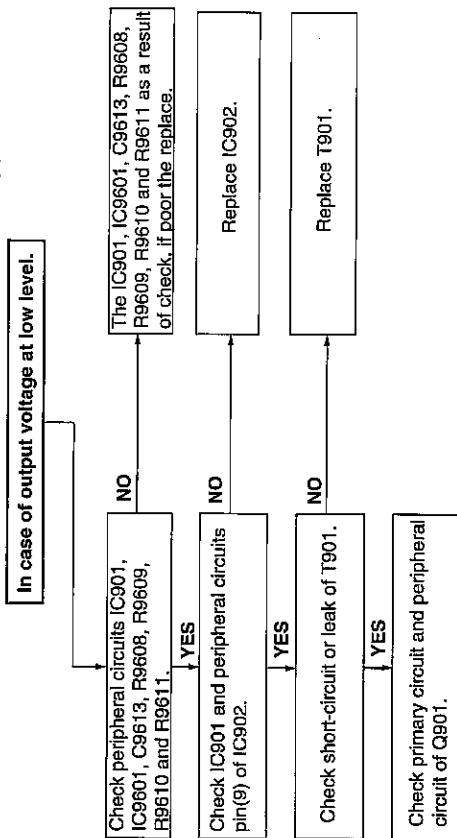 In case of output voltage at low level.
Check peripheral circuits IC901,
IC9601, C9613, R9608, R9609,
R9610 and R9611.
NO
The IC901, IC9601, C9613, R9608,
R9609, R9610 and R9611 as a result
of check, if poor the replace.
YES
Check IC901 and peripheral circuits
pin(9) of IC902.
NO
Replace IC902.
YES
Check short-circuit or leak of T901.
NO
Replace T901.
YES
Check primary circuit and peripheral
circuit of Q901.